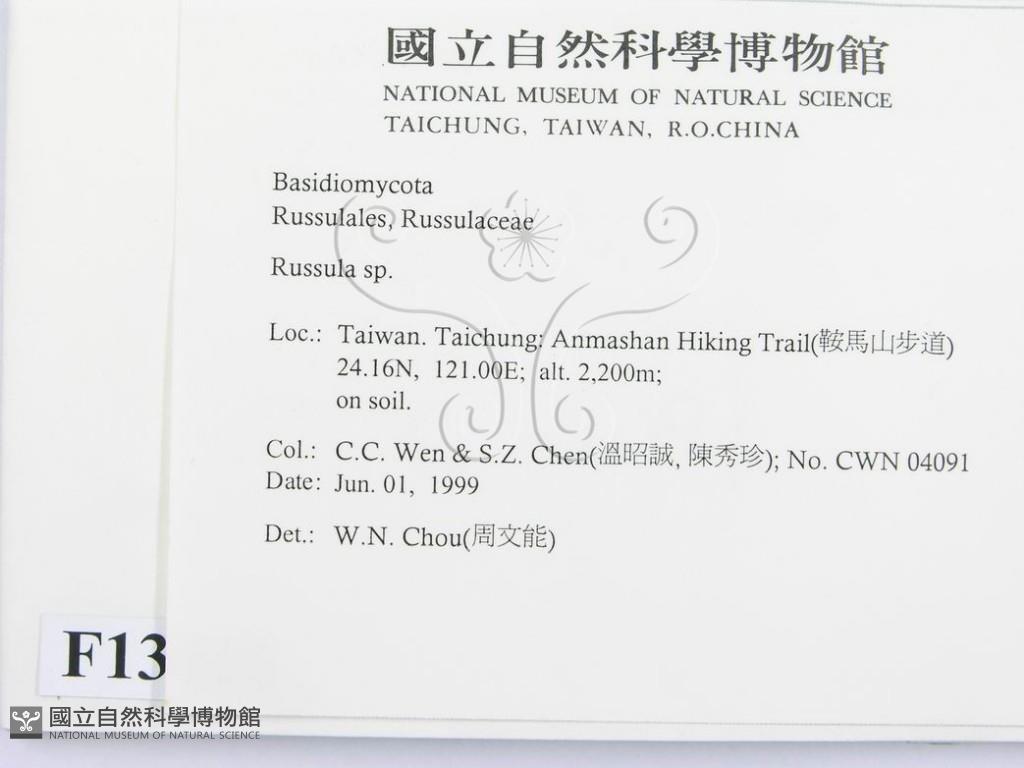 國立自然科學博物館
NATIONAL MUSEUM OF NATURAL SCIENCE
TAICHUNG, TAIWAN, R.O.CHINA
Basidiomycota
Russulales, Russulaceae
Russula sp.
Loc.: Taiwan. Taichung: Anmashan Hiking Trail(鞍馬山步道)
24.16N, 121.00E; alt. 2,200m;
on soil.
Col.: C.C. Wen & S.Z. Chen(溫昭誠, 陳秀珍); No. CWN 04091
Date: Jun. 01, 1999
Det.: W.N. Chou(周文能)
F13
國立自然科學博物館
NATIONAL MUSEUM OF NATURAL SCIENCE